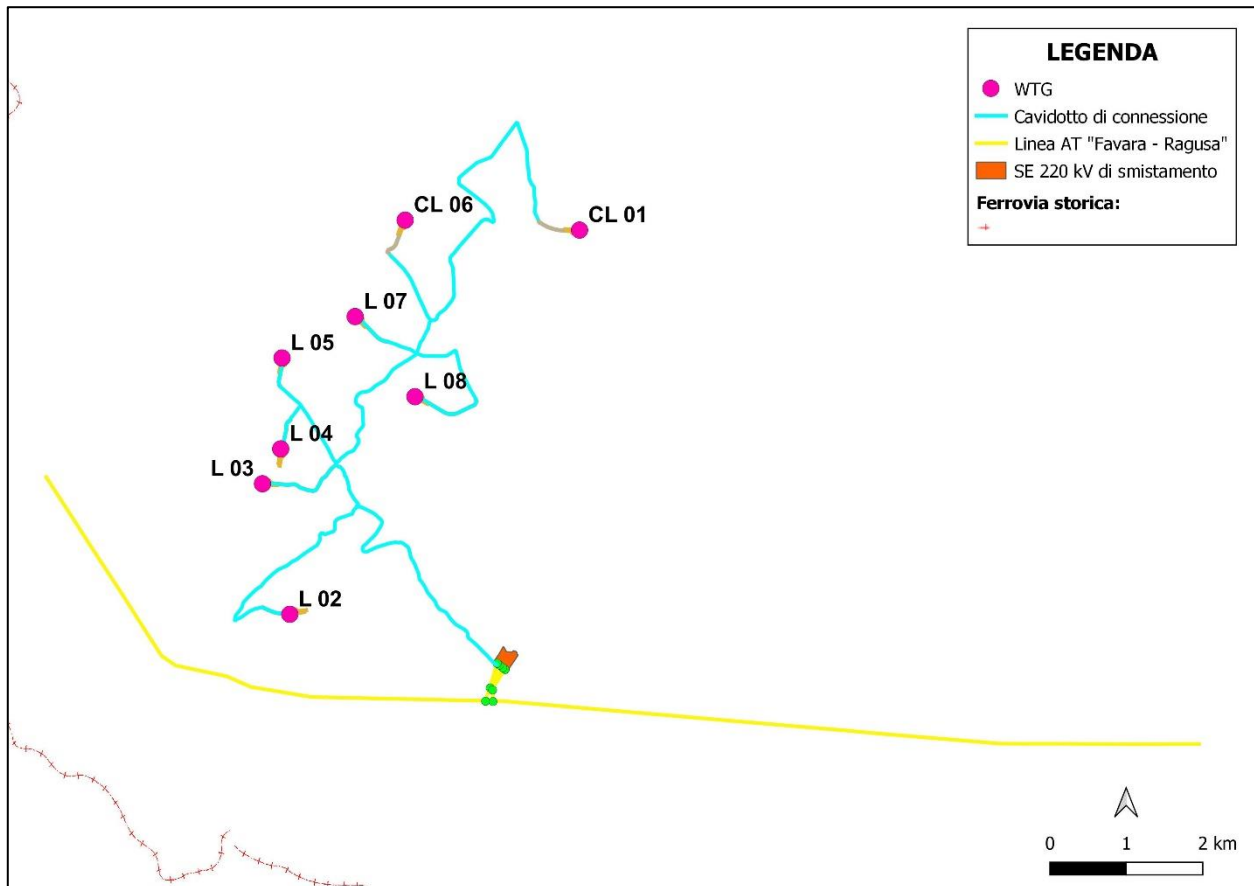 LEGENDA
WTG
Cavidotto di connessione
Linea AT "Favara - Ragusa"
SE 220 kV di smistamento
Ferrovia storica:
CL 06
CL 01
L 07
L 05
L 08
L 04
L 03
L 02
0 1 2 km